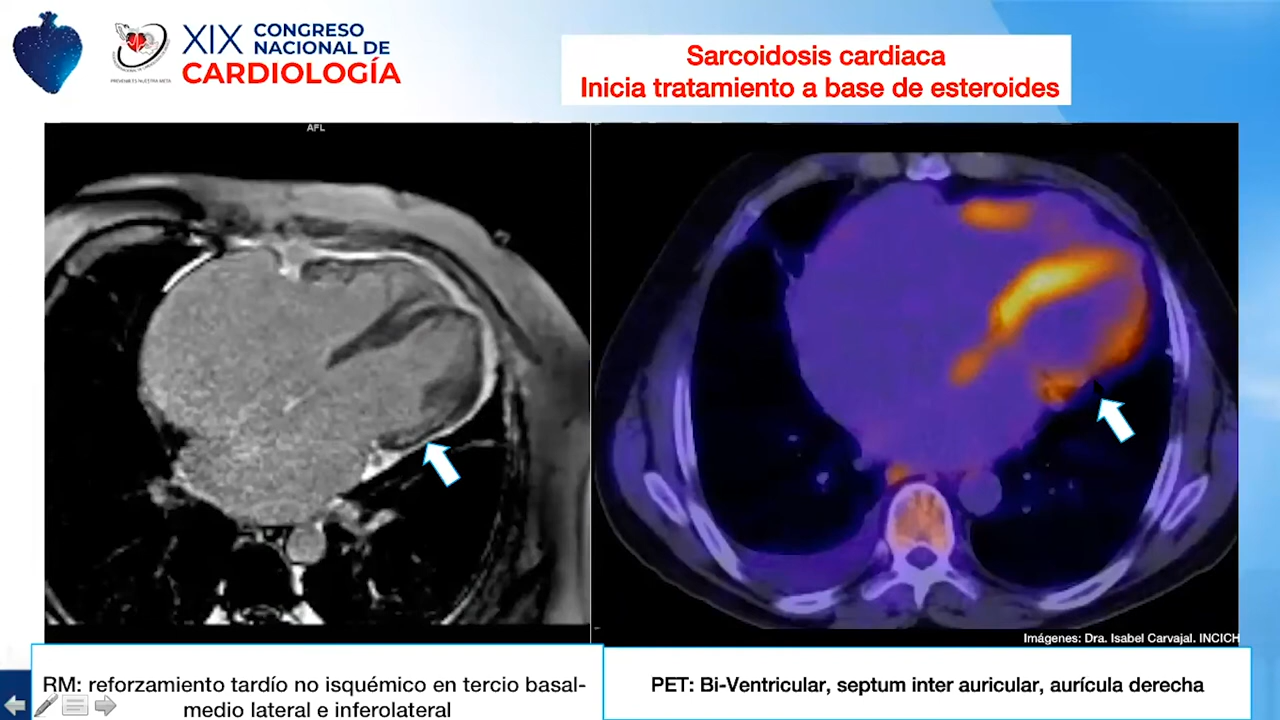 XIX CONGRESO
NACIONAL DE
CARDIOLOGÍA
Sarcoidosis cardiaca
Inicia tratamiento a base de esteroides
AFL
Imágenes: Dra. Isabel Carvajal. INCICH
RM: reforzamiento tardío no isquémico en tercio basal-
medio lateral e inferolateral
PET: Bi-Ventricular, septum inter auricular, aurícula derecha